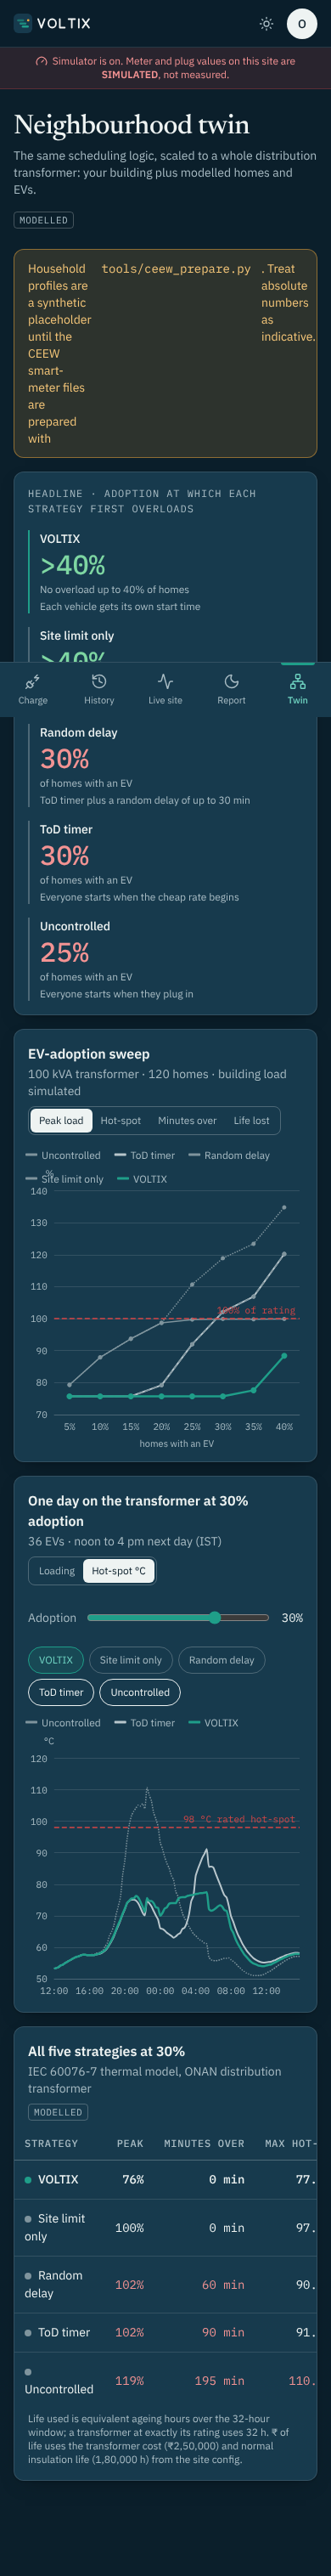 VOLTIX
O
Simulator is on. Meter and plug values on this site are
SIMULATED, not measured.
Neighbourhood twin
The same scheduling logic, scaled to a whole distribution
transformer: your building plus modelled homes and
EVs.
MODELLED
Household
profiles are
a synthetic
placeholder
until the
CEEW
smart-
meter files
are
prepared
with
tools/ceew_prepare.py
. Treat
absolute
numbers
as
indicative.
HEADLINE · ADOPTION AT WHICH EACH
STRATEGY FIRST OVERLOADS
VOLTIX
>40%
No overload up to 40% of homes
Each vehicle gets its own start time
Site limit only
>40%
Charge
History
Live site
Report
Twin
Random delay
30%
of homes with an EV
ToD timer plus a random delay of up to 30 min
ToD timer
30%
of homes with an EV
Everyone starts when the cheap rate begins
Uncontrolled
25%
of homes with an EV
Everyone starts when they plug in
EV-adoption sweep
100 kVA transformer · 120 homes · building load
simulated
Peak load Hot-spot Minutes over Life lost
Uncontrolled ToD timer Random delay
Site limit only VOLTIX
%
140
130
120
110
100
90
80
70
100% of rating
5% 10% 15% 20% 25% 30% 35% 40%
homes with an EV
One day on the transformer at 30%
adoption
36 EVs · noon to 4 pm next day (IST)
Loading Hot-spot °C
Adoption 30%
VOLTIX Site limit only Random delay
ToD timer Uncontrolled
Uncontrolled ToD timer VOLTIX
°C
120
110
100
90
80
70
60
50
98 °C rated hot-spot
12:00 16:00 20:00 00:00 04:00 08:00 12:00
All five strategies at 30%
IEC 60076-7 thermal model, ONAN distribution
transformer
MODELLED
STRATEGY PEAK MINUTES OVER MAX HOT-
VOLTIX 76% 0 min 77.
Site limit only 100% 0 min 97.
Random delay 102% 60 min 90.
ToD timer 102% 90 min 91.
Uncontrolled 119% 195 min 110.
Life used is equivalent ageing hours over the 32-hour
window; a transformer at exactly its rating uses 32 h. ₹ of
life uses the transformer cost (₹2,50,000) and normal
insulation life (1,80,000 h) from the site config.